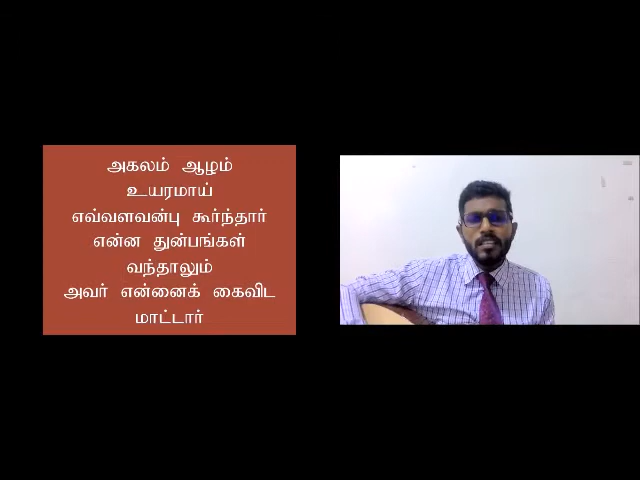 அகலம் ஆழம்
உயரமாய்
எவ்வளவன்பு கூர்ந்தார்
என்ன துன்பங்கள்
வந்தாலும்
அவர் என்னைக் கைவிட
மாட்டார்